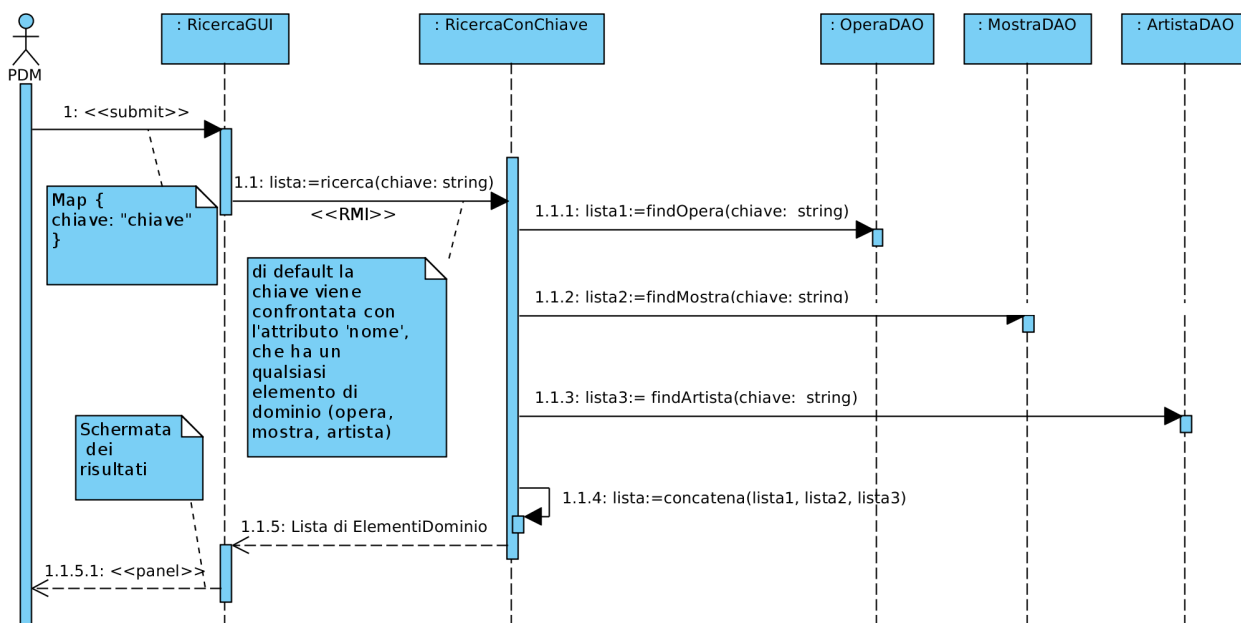 : RicercaGUI
: RicercaConChiave
: OperaDAO
: MostraDAO
: ArtistaDAO
PDM
1: <<submit>>
Map {
chiave: "chiave"
}
1.1: lista:=ricerca(chiave: string)
<<RMI>>
1.1.1: lista1:=findOpera(chiave:  string)
di default la
chiave viene
confrontata con
l'attributo 'nome',
che ha un
qualsiasi
elemento di
dominio (opera,
mostra, artista)
1.1.2: lista2:=findMostra(chiave: string)
1.1.3: lista3:= findArtista(chiave:  string)
Schermata
dei
risultati
1.1.4: lista:=concatena(lista1, lista2, lista3)
1.1.5: Lista di ElementiDominio
1.1.5.1: <<panel>>